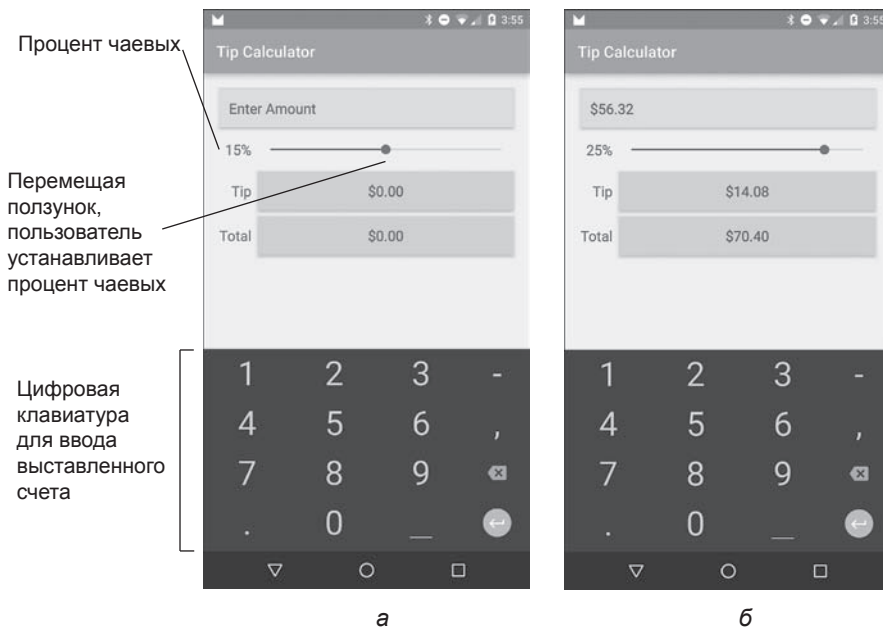 Процент чаевых
Перемещая
ползунок,
пользователь
устанавливает
процент чаевых
Цифровая
клавиатура
для ввода
выставленного
счета
3:55
Tip Calculator
Enter Amount
15%
Tip $0.00
Total $0.00
1 2 3 -
4 5 6 ,
7 8 9
. 0 _
а
3:55
Tip Calculator
$56.32
25%
Tip $14.08
Total $70.40
1 2 3 -
4 5 6 ,
7 8 9
. 0 _
б